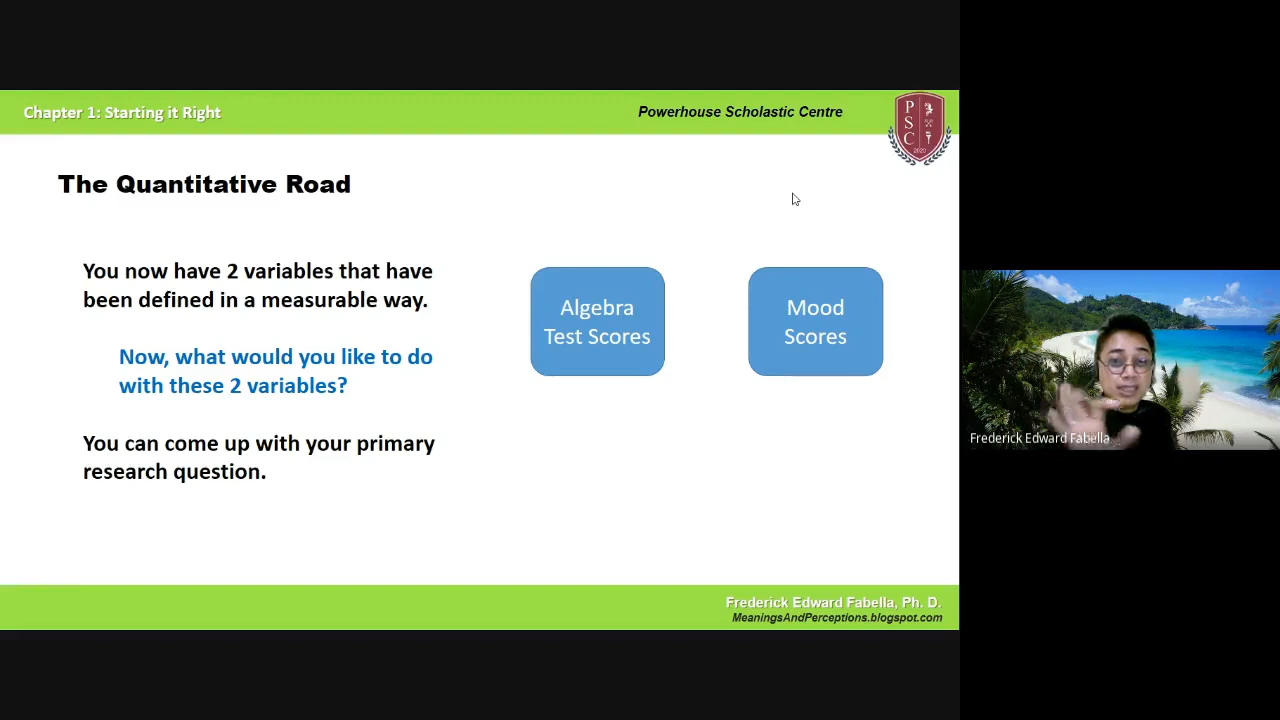 Chapter 1: Starting it Right
Powerhouse Scholastic Centre
P
S
C
2020
The Quantitative Road
You now have 2 variables that have
been defined in a measurable way.
Now, what would you like to do
with these 2 variables?
You can come up with your primary
research question.
Algebra
Test Scores
Mood
Scores
Frederick Edward Fabella
Frederick Edward Fabella, Ph. D.
MeaningsAndPerceptions.blogspot.com